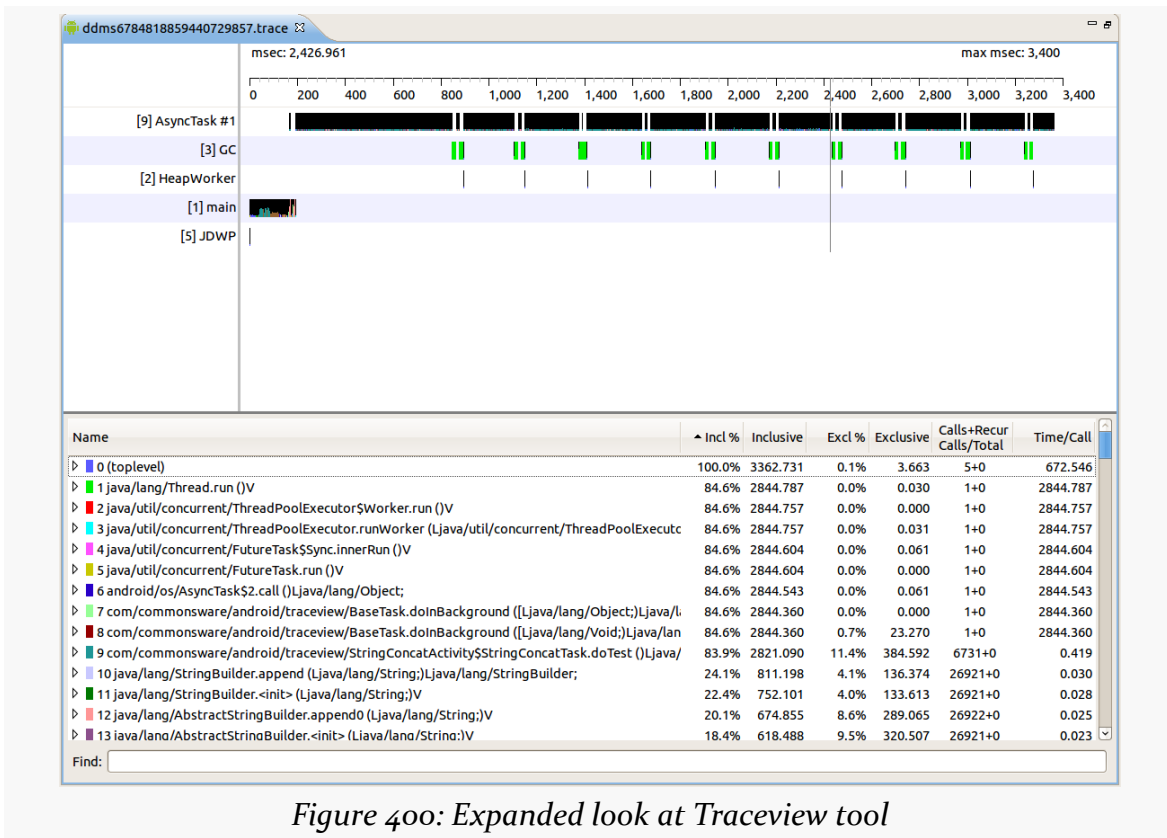 ddms6784818859440729857.trace
msec: 2,426.961 max msec: 3,400
0 200 400 600 800 1,000 1,200 1,400 1,600 1,800 2,000 2,200 2,400 2,600 2,800 3,000 3,200 3,400
[9] AsyncTask #1
[3] GC
[2] HeapWorker
[1] main
[5] JDWP
Name Incl % Inclusive Excl % Exclusive Calls+Recur Calls/Total Time/Call
0 (toplevel) 100.0% 3362.731 0.1% 3.663 5+0 672.546
1 java/lang/Thread.run ()V 84.6% 2844.787 0.0% 0.030 1+0 2844.787
2 java/util/concurrent/ThreadPoolExecutor$Worker.run ()V 84.6% 2844.757 0.0% 0.000 1+0 2844.757
3 java/util/concurrent/ThreadPoolExecutor.runWorker (Ljava/util/concurrent/ThreadPoolExecutc 84.6% 2844.757 0.0% 0.031 1+0 2844.757
4 java/util/concurrent/FutureTask$Sync.innerRun ()V 84.6% 2844.604 0.0% 0.061 1+0 2844.604
5 java/util/concurrent/FutureTask.run ()V 84.6% 2844.604 0.0% 0.000 1+0 2844.604
6 android/os/AsyncTask$2.call ()Ljava/lang/Object; 84.6% 2844.543 0.0% 0.061 1+0 2844.543
7 com/commonsware/android/traceview/BaseTask.doInBackground ([Ljava/lang/Object;)Ljava/l 84.6% 2844.360 0.0% 0.000 1+0 2844.360
8 com/commonsware/android/traceview/BaseTask.doInBackground ([Ljava/lang/Void;)Ljava/lan 84.6% 2844.360 0.7% 23.270 1+0 2844.360
9 com/commonsware/android/traceview/StringConcatActivity$StringConcatTask.doTest ()Ljava/ 83.9% 2821.090 11.4% 384.592 6731+0 0.419
10 java/lang/StringBuilder.append (Ljava/lang/String;)Ljava/lang/StringBuilder; 24.1% 811.198 4.1% 136.374 26921+0 0.030
11 java/lang/StringBuilder.<init> (Ljava/lang/String;)V 22.4% 752.101 4.0% 133.613 26921+0 0.028
12 java/lang/AbstractStringBuilder.append0 (Ljava/lang/String;)V 20.1% 674.855 8.6% 289.065 26922+0 0.025
13 java/lang/AbstractStringBuilder.<init> (Ljava/lang/String;)V 18.4% 618.488 9.5% 320.507 26921+0 0.023
Find:
Figure 400: Expanded look at Traceview tool